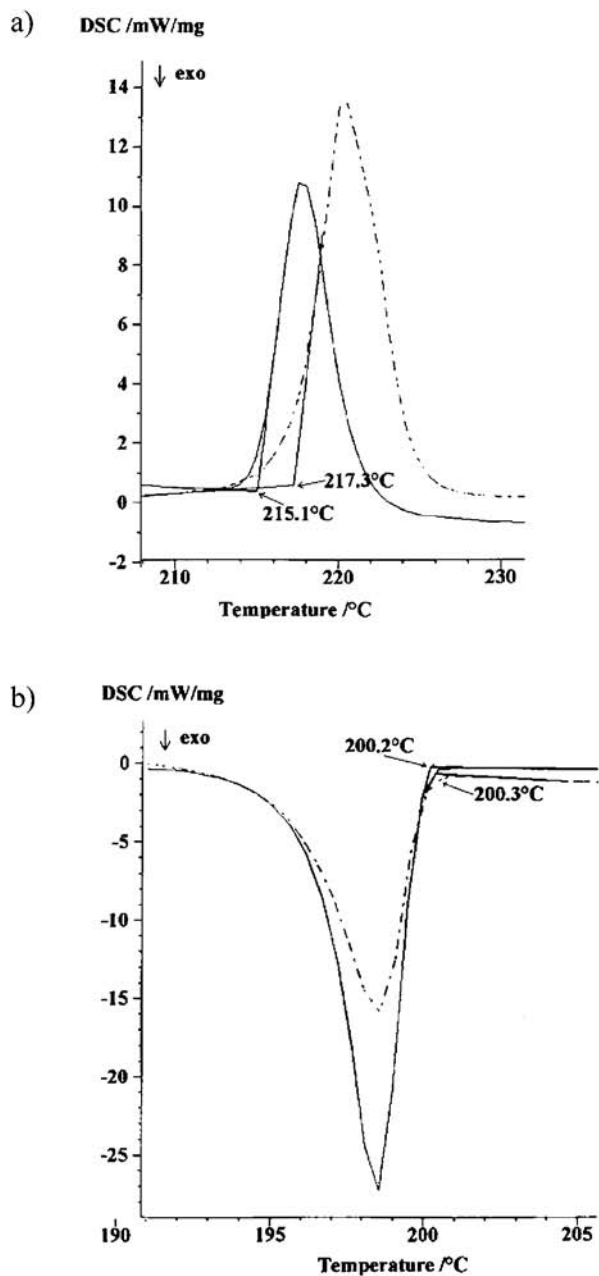 a)
DSC /mW/mg
↓ exo
14
12
10
8
6
4
2
0
-2
217.3°C
215.1°C
210 220 230
Temperature /°C
b)
DSC /mW/mg
↓ exo
0
-5
-10
-15
-20
-25
200.2°C
200.3°C
190 195 200 205
Temperature /°C